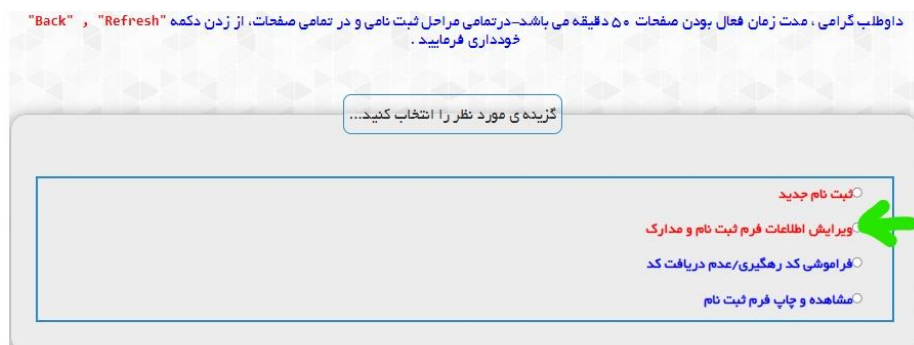 داوطلب گرامی ، مدت زمان فعال بودن صفحات ۵۰ دقیقه می باشد-درتمامی مراحل ثبت نامی و در تمامی صفحات، از زدن دکمه "Refresh" , "Back"
خودداری فرمایید .
گزینه ی مورد نظر را انتخاب کنید...
ثبت نام جدید
ویرایش اطلاعات فرم ثبت نام و مدارک
فراموشی کد رهگیری/عدم دریافت کد
مشاهده و چاپ فرم ثبت نام